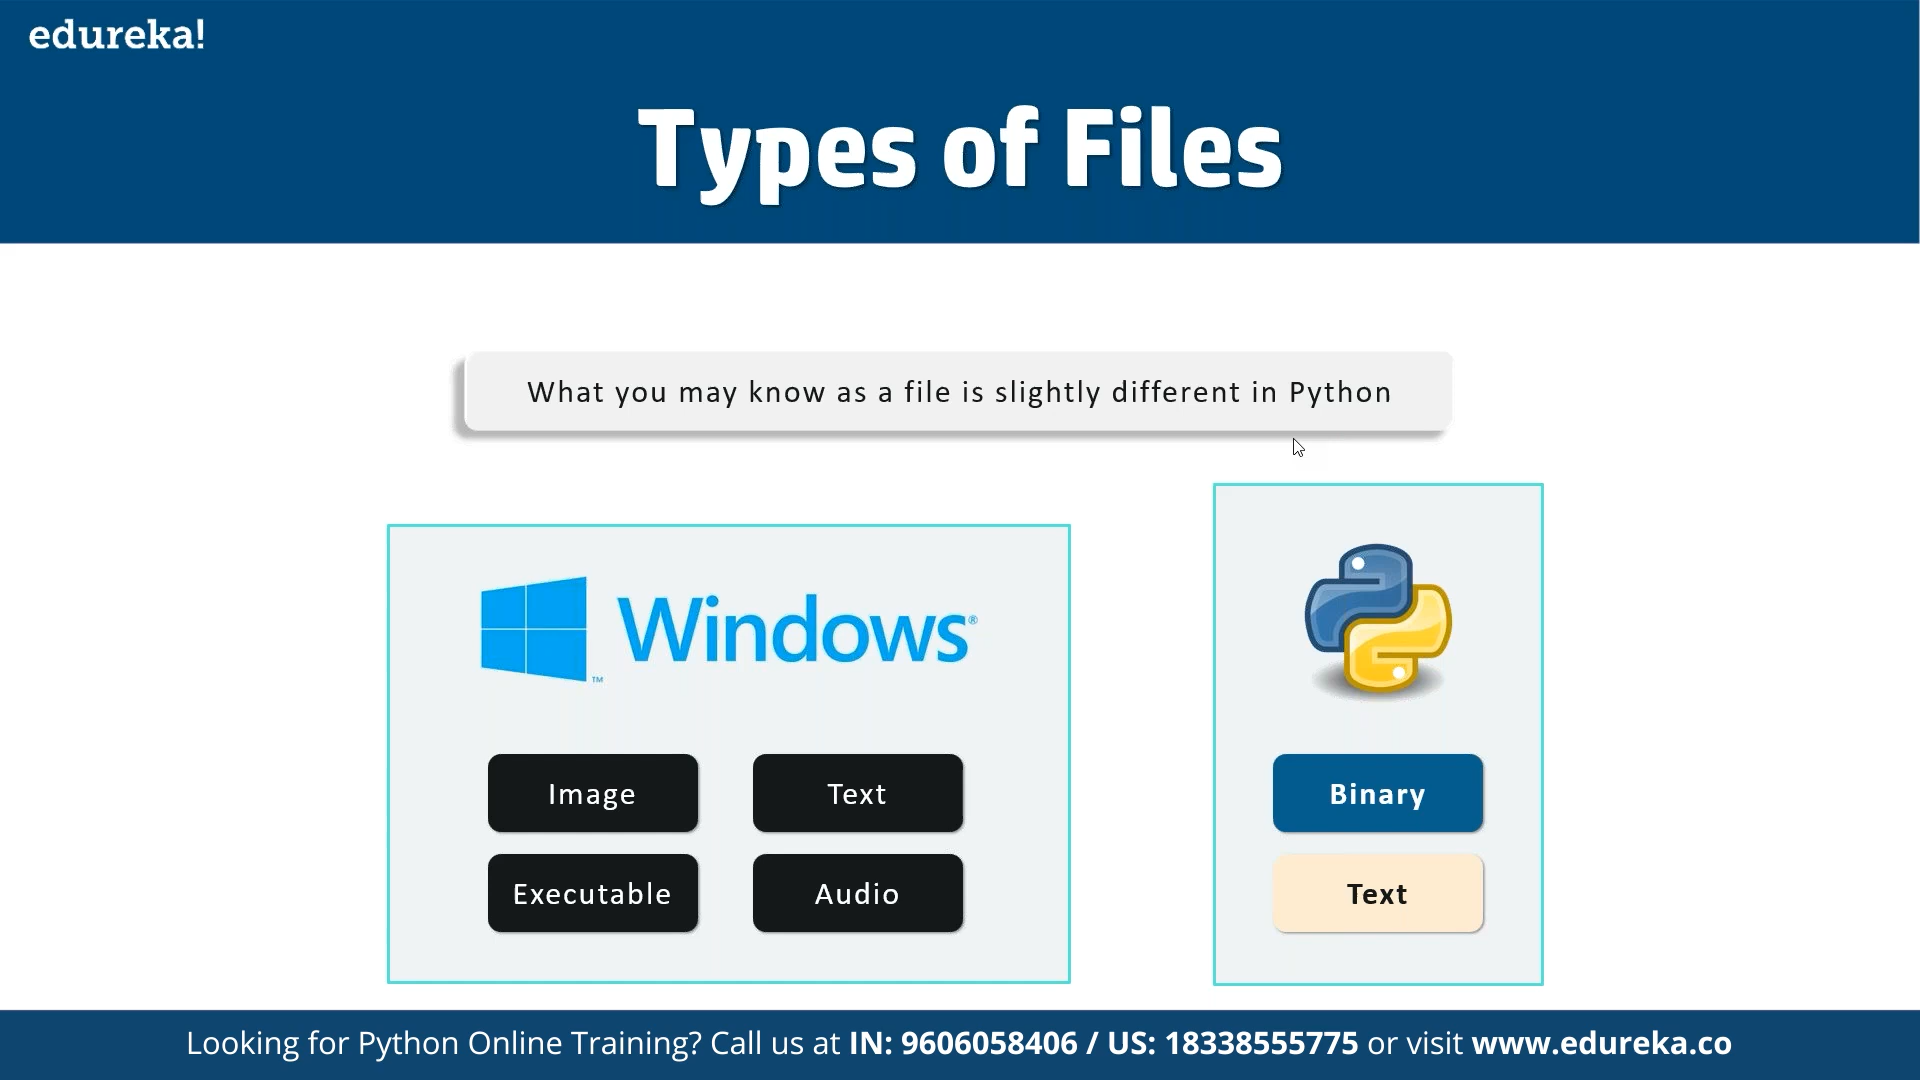 edureka!
Types of Files
What you may know as a file is slightly different in Python
Windows®
™
Image
Text
Executable
Audio
Binary
Text
Looking for Python Online Training? Call us at IN: 9606058406 / US: 18338555775 or visit www.edureka.co